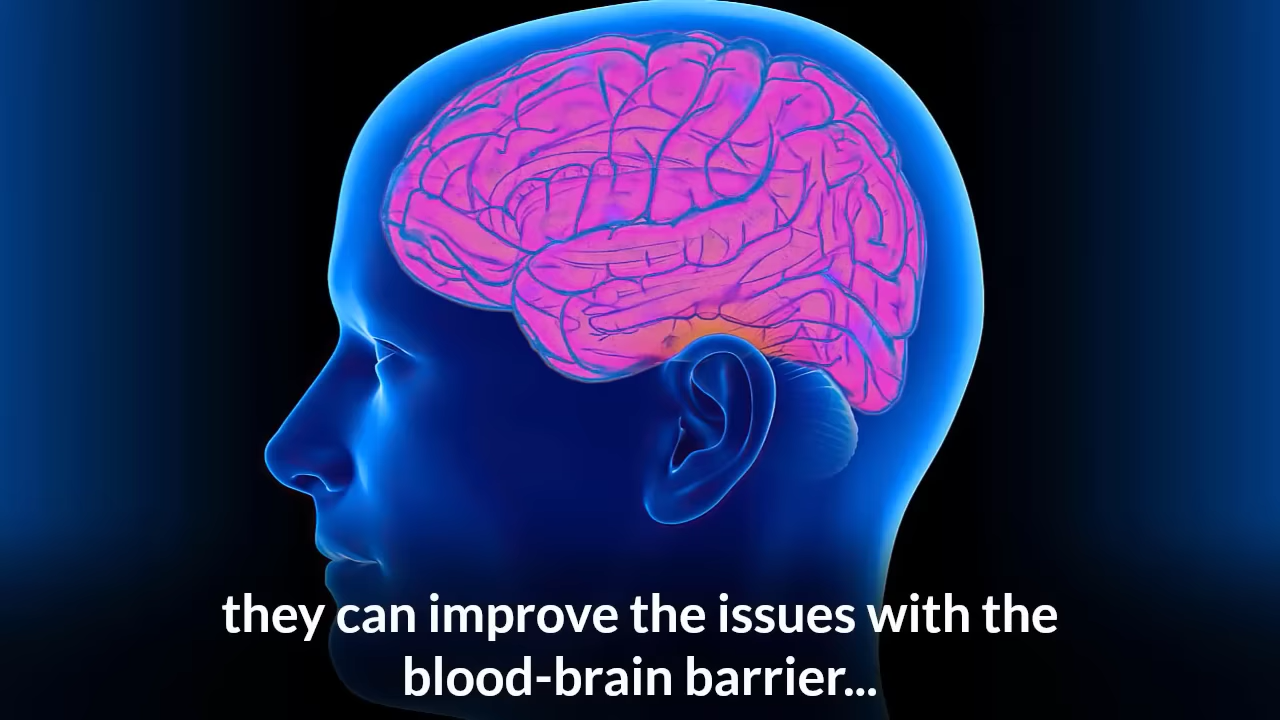 they can improve the issues with the
blood-brain barrier...